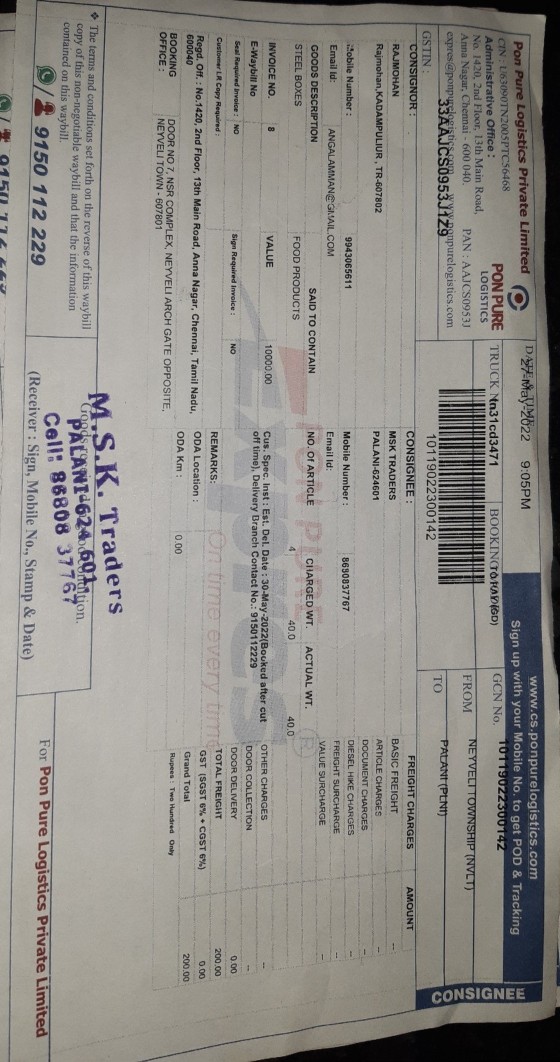 Pon Pure Logistics Private Limited
CIN : U63090TN2005PTC56468
Administrative Office :
No. 1420, 2nd Floor, 13th Main Road,
Anna Nagar, Chennai - 600 040.
PAN : AAJCS0953J
www.ponpurelogistics.com
GSTIN :
33AAJCS0953J1Z9
PON PURE
LOGISTICS
27-May-2022 9:05PM
TRUCK
tn31cd3471
10119022300142
www.cs.ponpurelogistics.com
Sign up with your Mobile No. to get POD & Tracking
GCN No. 10119022300142
FROM NEYVELI TOWNSHIP (NVLT)
TO PALANI (PLNI)
CONSIGNEE
CONSIGNOR :
RAJMOHAN
Rajmohan,KADAMPULIUR , TR-607802
Mobile Number : 9943065611
Email Id: ANGALAMMAN@GMAIL.COM
CONSIGNEE :
MSK TRADERS
PALANI-624601
Mobile Number : 8690837767
Email Id:
GOODS DESCRIPTION SAID TO CONTAIN NO. OF ARTICLE CHARGED WT. ACTUAL WT.
STEEL BOXES FOOD PRODUCTS 4 40.0 40.0
INVOICE NO. 8 VALUE 10000.00
E-Waybill No.
Seal Required Invoice : NO Sign Required Invoice : NO
Customer LR Copy Required :
Cus. Spec. Inst : Est. Del. Date : 30-May-2022(Booked after cut
off time), Delivery Branch Contact No.: 9150112229
REMARKS:
ODA Location :
ODA Km : 0.00
Regd. Off. : No.1420, 2nd Floor, 13th Main Road, Anna Nagar, Chennai, Tamil Nadu,
600040
BOOKING
OFFICE :
DOOR NO 7, NSR COMPLEX, NEYVELI ARCH GATE OPPOSITE,
NEYVELI TOWN - 607801
FREIGHT CHARGES AMOUNT
BASIC FREIGHT --
ARTICLE CHARGES --
DOCUMENT CHARGES --
DIESEL HIKE CHARGES --
FREIGHT SURCHARGE --
VALUE SURCHARGE --
OTHER CHARGES --
DOOR COLLECTION --
DOOR DELIVERY 0.00
TOTAL FREIGHT 200.00
GST (SGST 6% + CGST 6%) 0.00
Grand Total 200.00
Rupees : Two Hundred Only
On time every time
❖ The terms and conditions set forth on the reverse of this waybill
copy of this non-negotiable waybill and that the information
contained on this waybill.
9150 112 229
M.S.K. Traders
PALANI-624 601.
Cell: 86808 37767
(Receiver : Sign, Mobile No., Stamp & Date)
For Pon Pure Logistics Private Limited